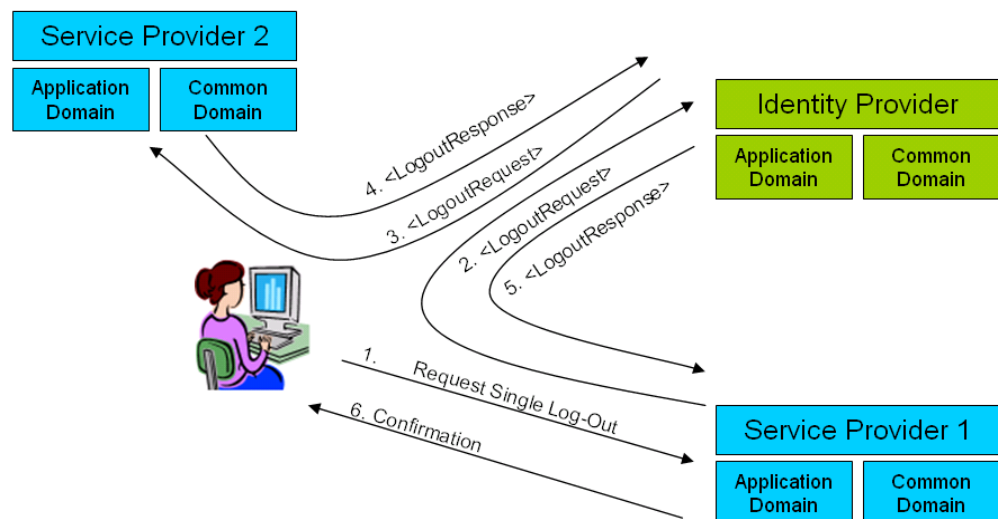 Service Provider 2
Application
Domain
Common
Domain
Identity Provider
Application
Domain
Common
Domain
4. <LogoutResponse>
3. <LogoutRequest>
2. <LogoutRequest>
5. <LogoutResponse>
1. Request Single Log-Out
6. Confirmation
Service Provider 1
Application
Domain
Common
Domain